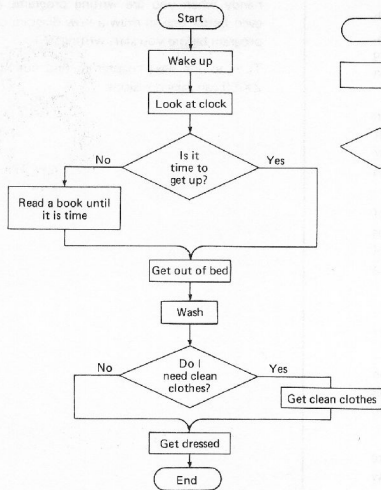 Start
Wake up
Look at clock
Is it
time to
get up?
No
Yes
Read a book until
it is time
Get out of bed
Wash
Do I
need clean
clothes?
No
Yes
Get clean clothes
Get dressed
End